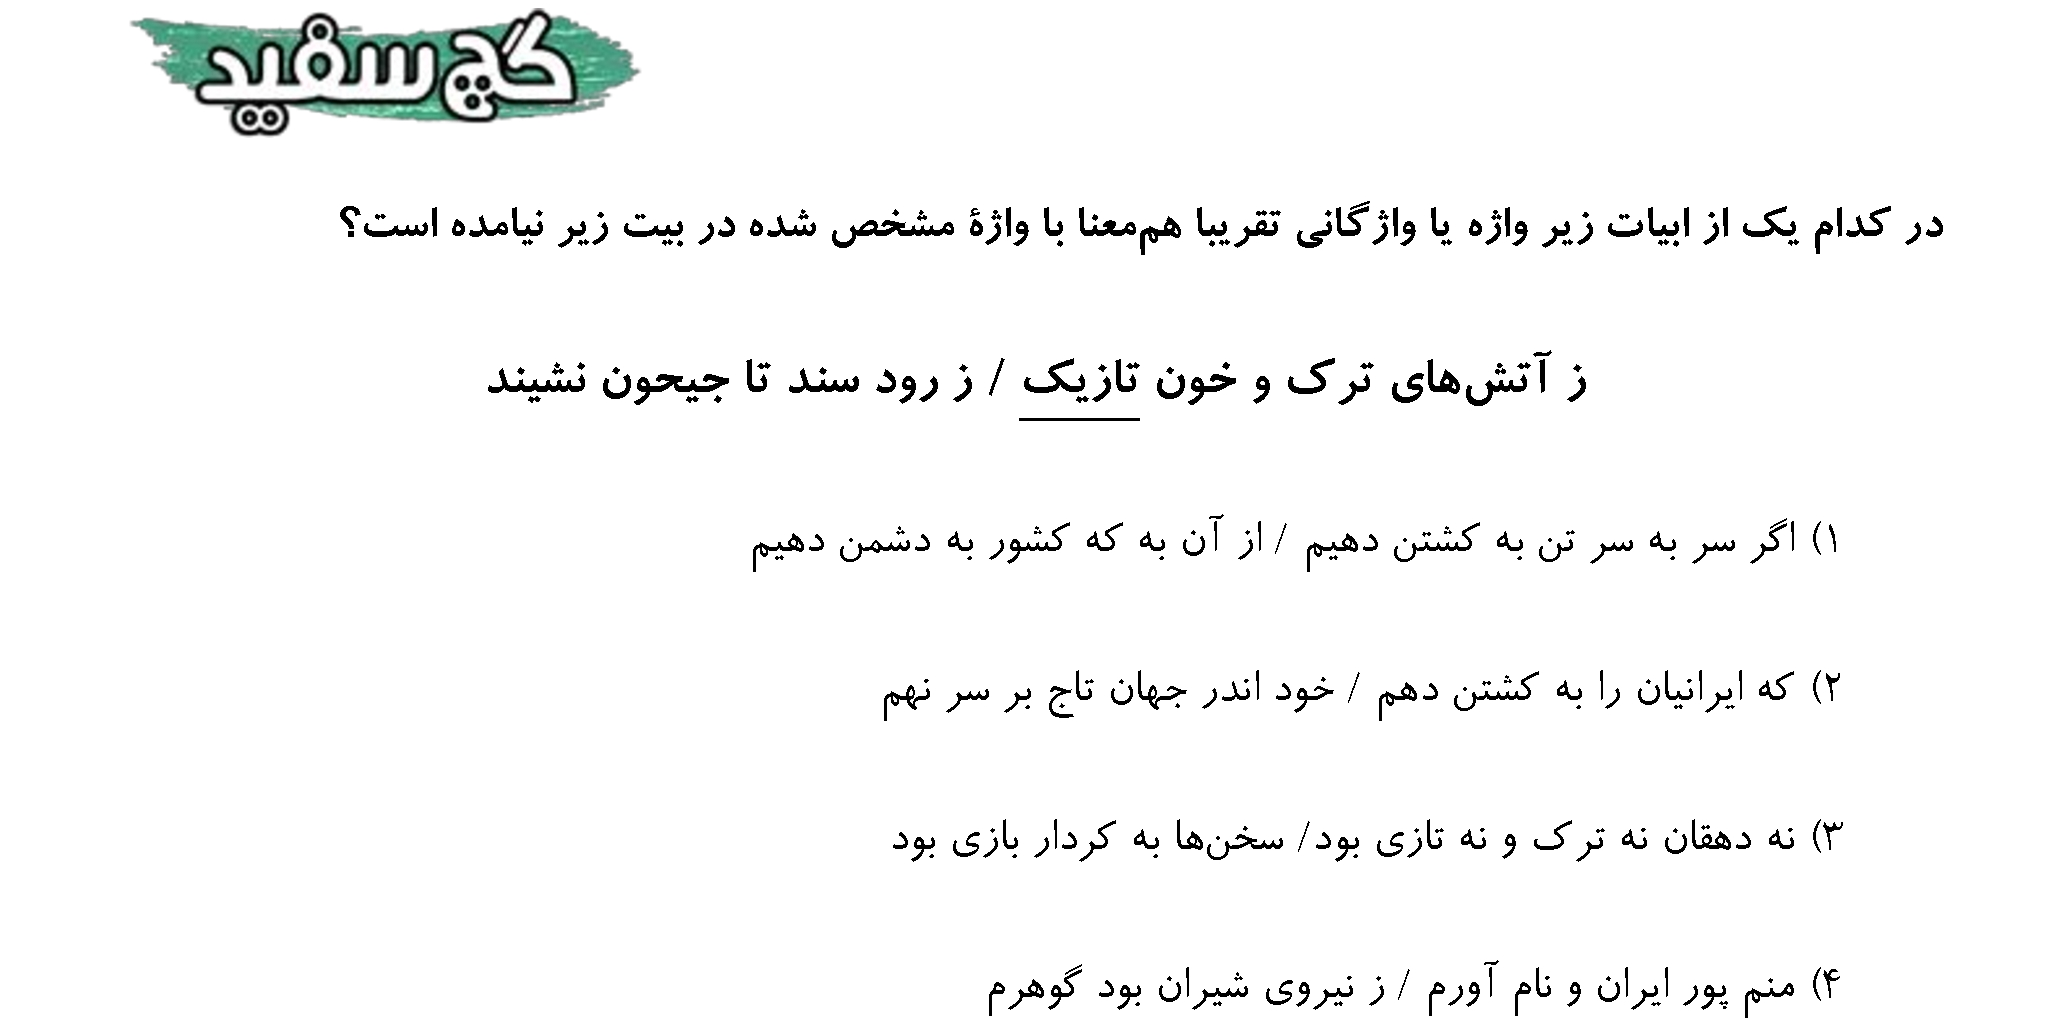 گچ سفید
در کدام یک از ابیات زیر واژه یا واژگانی تقریبا هم‌معنا با واژهٔ مشخص شده در بیت زیر نیامده است؟
ز آتش‌های ترک و خون تازیک / ز رود سند تا جیحون نشیند
۱) اگر سر به سر تن به کشتن دهیم / از آن به که کشور به دشمن دهیم
۲) که ایرانیان را به کشتن دهم / خود اندر جهان تاج بر سر نهم
۳) نه دهقان نه ترک و نه تازی بود/ سخن‌ها به کردار بازی بود
۴) منم پور ایران و نام آورم / ز نیروی شیران بود گوهرم